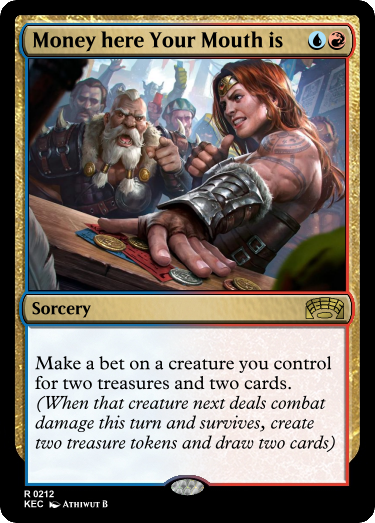 Money here Your Mouth is
Sorcery
Make a bet on a creature you control
for two treasures and two cards.
(When that creature next deals combat
damage this turn and survives, create
two treasure tokens and draw two cards)
R 0212
KEC Athiwut B